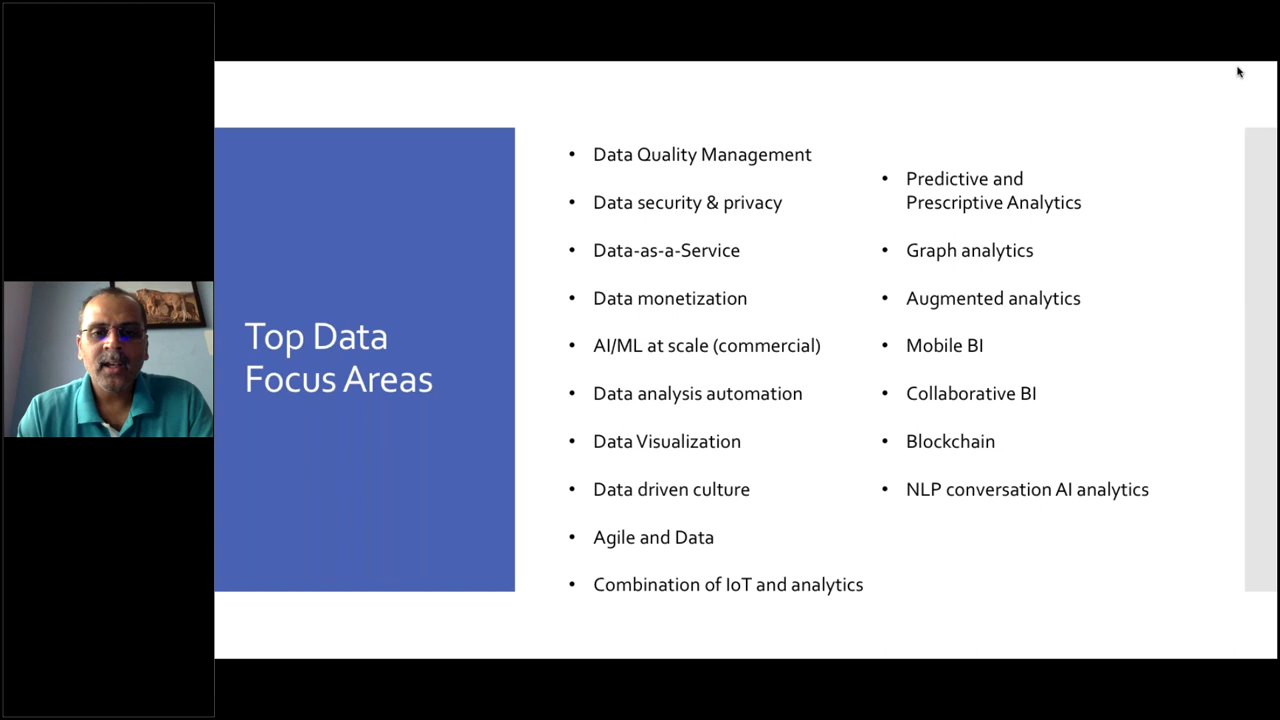 Top Data
Focus Areas
• Data Quality Management
• Data security & privacy
• Data-as-a-Service
• Data monetization
• AI/ML at scale (commercial)
• Data analysis automation
• Data Visualization
• Data driven culture
• Agile and Data
• Combination of IoT and analytics
• Predictive and
Prescriptive Analytics
• Graph analytics
• Augmented analytics
• Mobile BI
• Collaborative BI
• Blockchain
• NLP conversation AI analytics